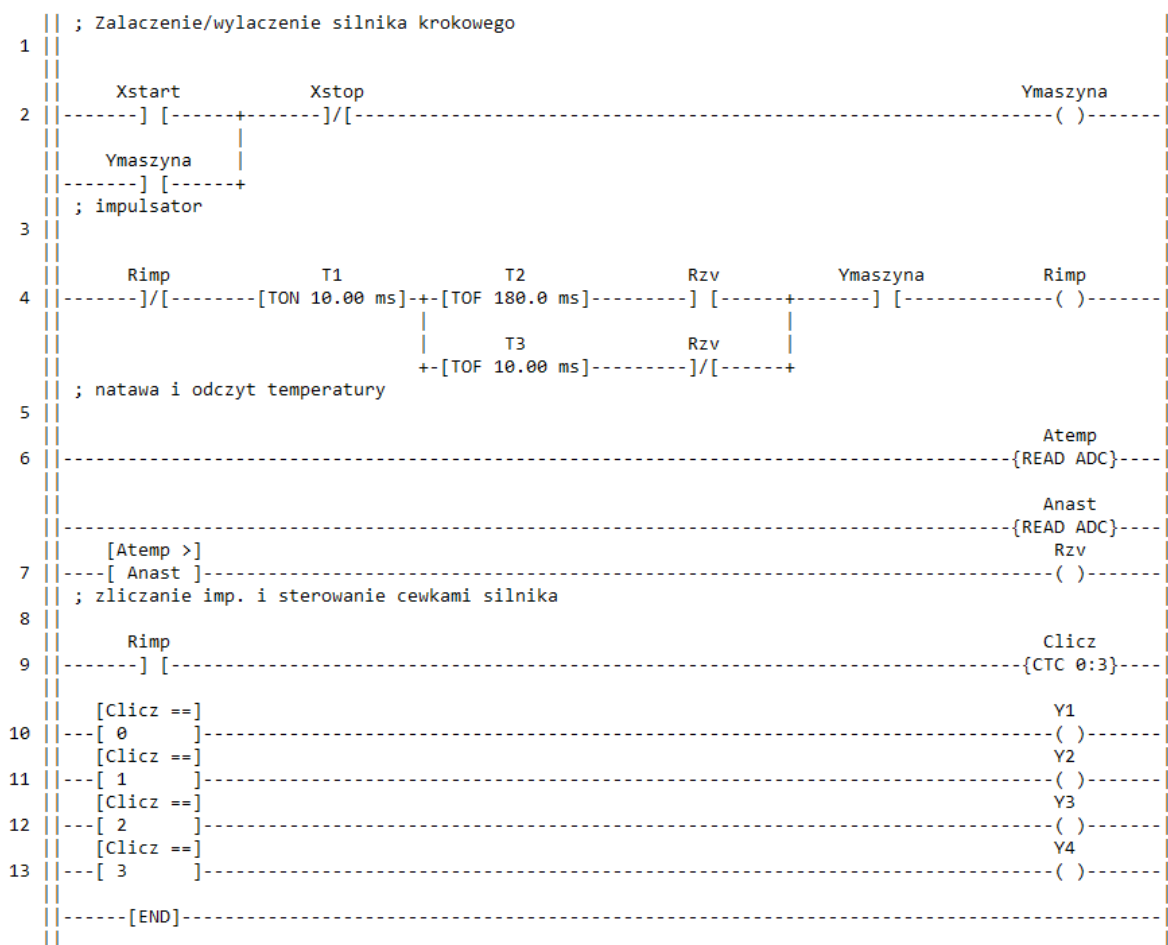 ; Zalaczenie/wylaczenie silnika krokowego
1
Xstart Xstop Ymaszyna
2 ||-------] [------+-------]/[------------------------------------------------------------------( )-------|
Ymaszyna |
||-------] [------+
; impulsator
3
Rimp T1 T2 Rzv Ymaszyna Rimp
4 ||-------]/[--------[TON 10.00 ms]-+-[TOF 180.0 ms]---------] [------+-------] [--------------( )-------|
T3 Rzv
+-[TOF 10.00 ms]---------]/[------+
; natawa i odczyt temperatury
5
Atemp
6 ||-----------------------------------------------------------------------------------------{READ ADC}----|
Anast
||-----------------------------------------------------------------------------------------{READ ADC}----|
[Atemp >] Rzv
7 ||----[ Anast ]--------------------------------------------------------------------------------( )-------|
; zliczanie imp. i sterowanie cewkami silnika
8
Rimp Clicz
9 ||-------] [--------------------------------------------------------------------------------{CTC 0:3}----|
[Clicz ==] Y1
10 ||---[ 0 ]--------------------------------------------------------------------------------( )-------|
[Clicz ==] Y2
11 ||---[ 1 ]--------------------------------------------------------------------------------( )-------|
[Clicz ==] Y3
12 ||---[ 2 ]--------------------------------------------------------------------------------( )-------|
[Clicz ==] Y4
13 ||---[ 3 ]--------------------------------------------------------------------------------( )-------|
||------[END]--------------------------------------------------------------------------------------------|